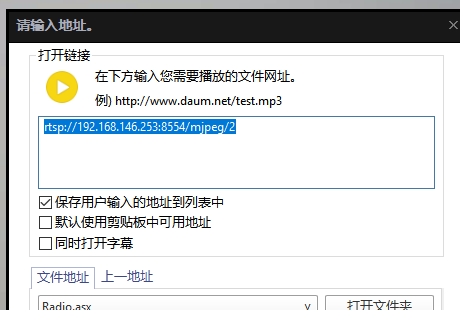 请输入地址。
打开链接
在下方输入您需要播放的文件网址。
例) http://www.daum.net/test.mp3
rtsp://192.168.146.253:8554/mjpeg/2
保存用户输入的地址到列表中
默认使用剪贴板中可用地址
同时打开字幕
文件地址 上一地址
Radio.asx 打开文件夹